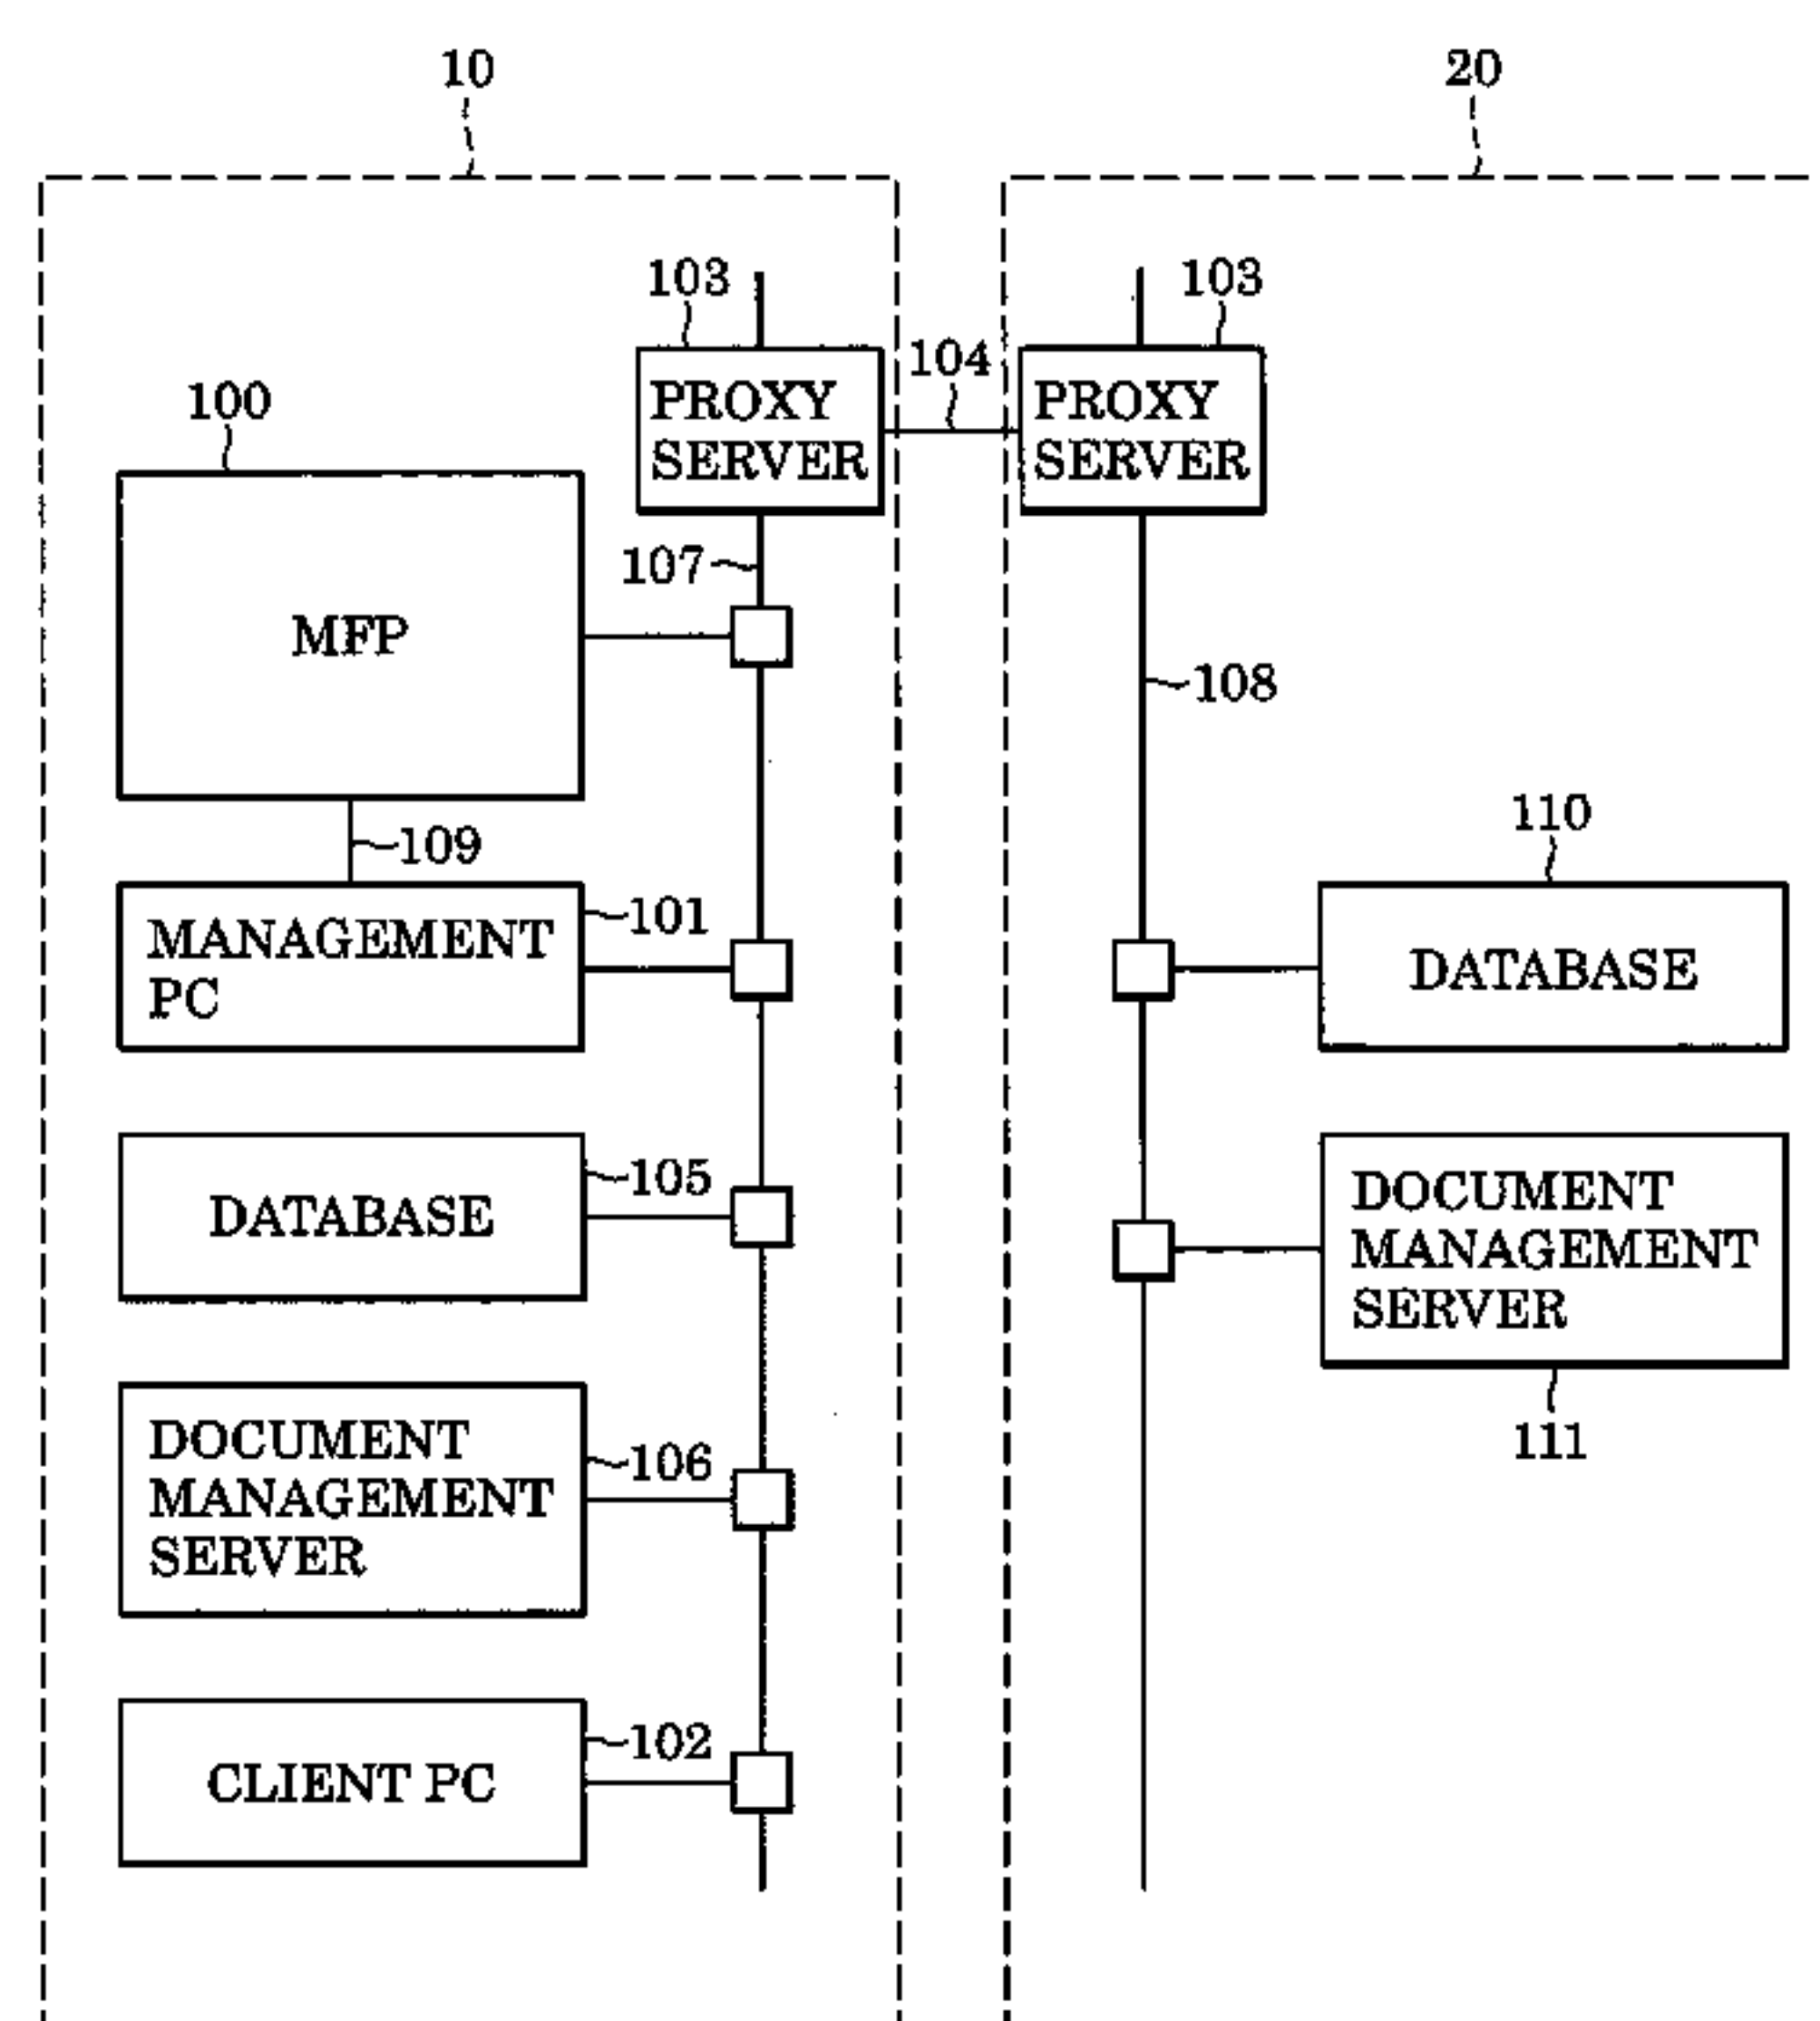 10
20
103
103
104
100
PROXY
SERVER
PROXY
SERVER
107
MFP
108
109
110
101
MANAGEMENT
PC
DATABASE
105
DATABASE
DOCUMENT
MANAGEMENT
SERVER
111
106
DOCUMENT
MANAGEMENT
SERVER
102
CLIENT PC